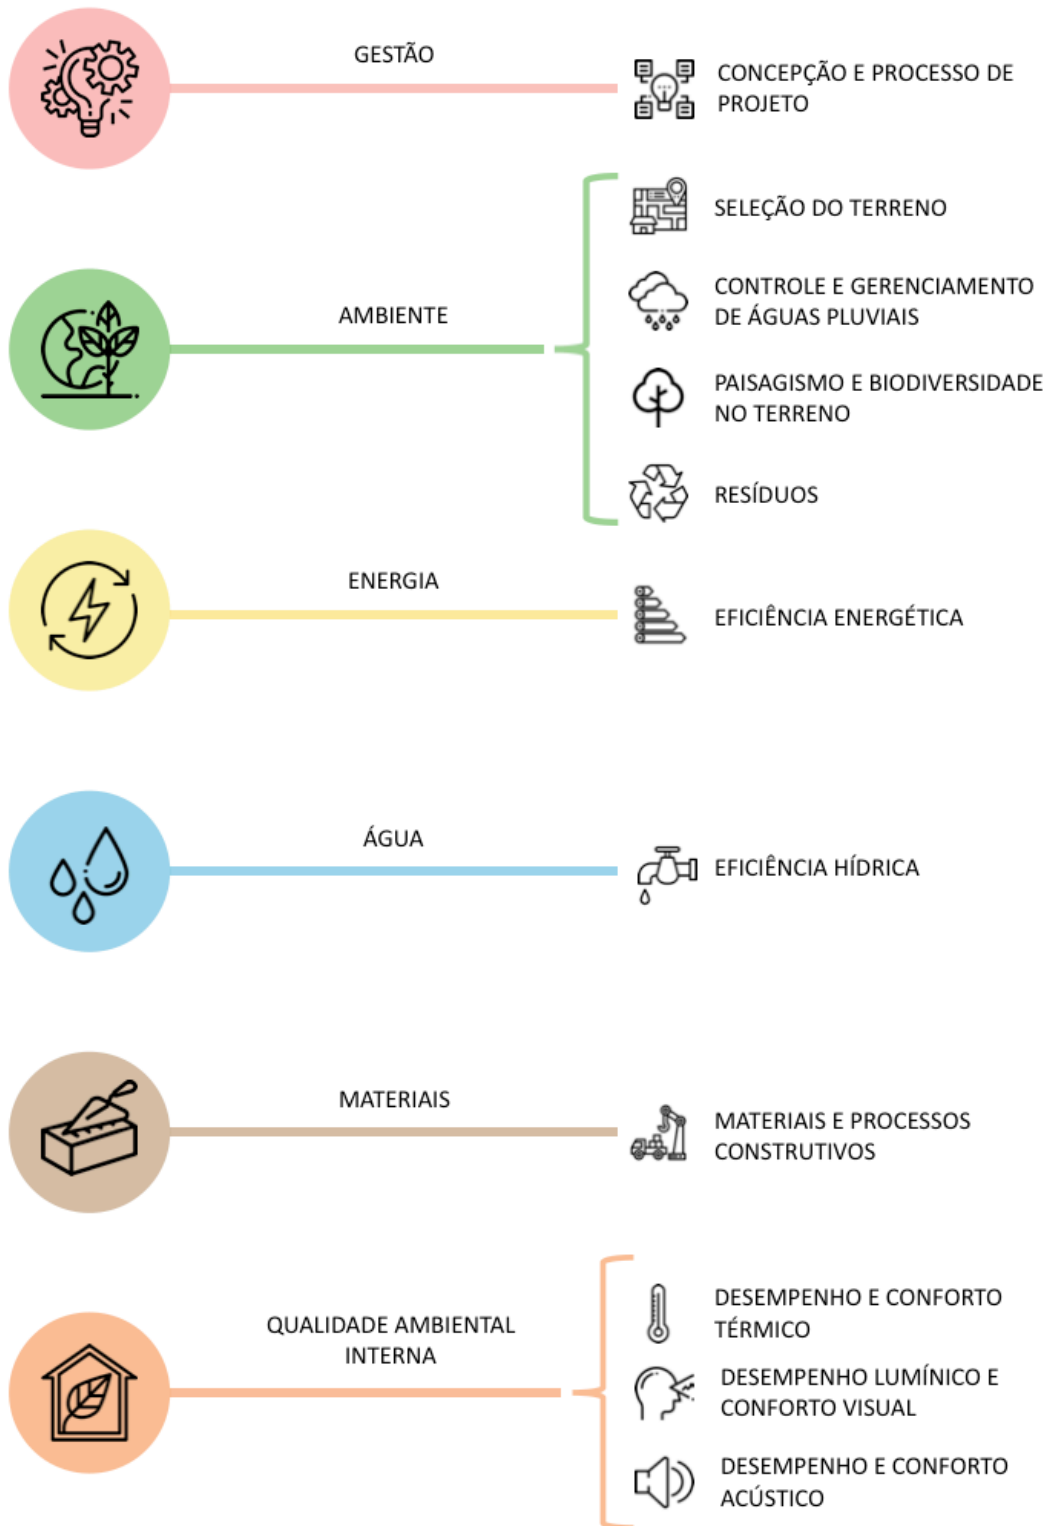 GESTÃO
CONCEPÇÃO E PROCESSO DE
PROJETO
AMBIENTE
SELEÇÃO DO TERRENO
CONTROLE E GERENCIAMENTO
DE ÁGUAS PLUVIAIS
PAISAGISMO E BIODIVERSIDADE
NO TERRENO
RESÍDUOS
ENERGIA
EFICIÊNCIA ENERGÉTICA
ÁGUA
EFICIÊNCIA HÍDRICA
MATERIAIS
MATERIAIS E PROCESSOS
CONSTRUTIVOS
QUALIDADE AMBIENTAL
INTERNA
DESEMPENHO E CONFORTO
TÉRMICO
DESEMPENHO LUMÍNICO E
CONFORTO VISUAL
DESEMPENHO E CONFORTO
ACÚSTICO